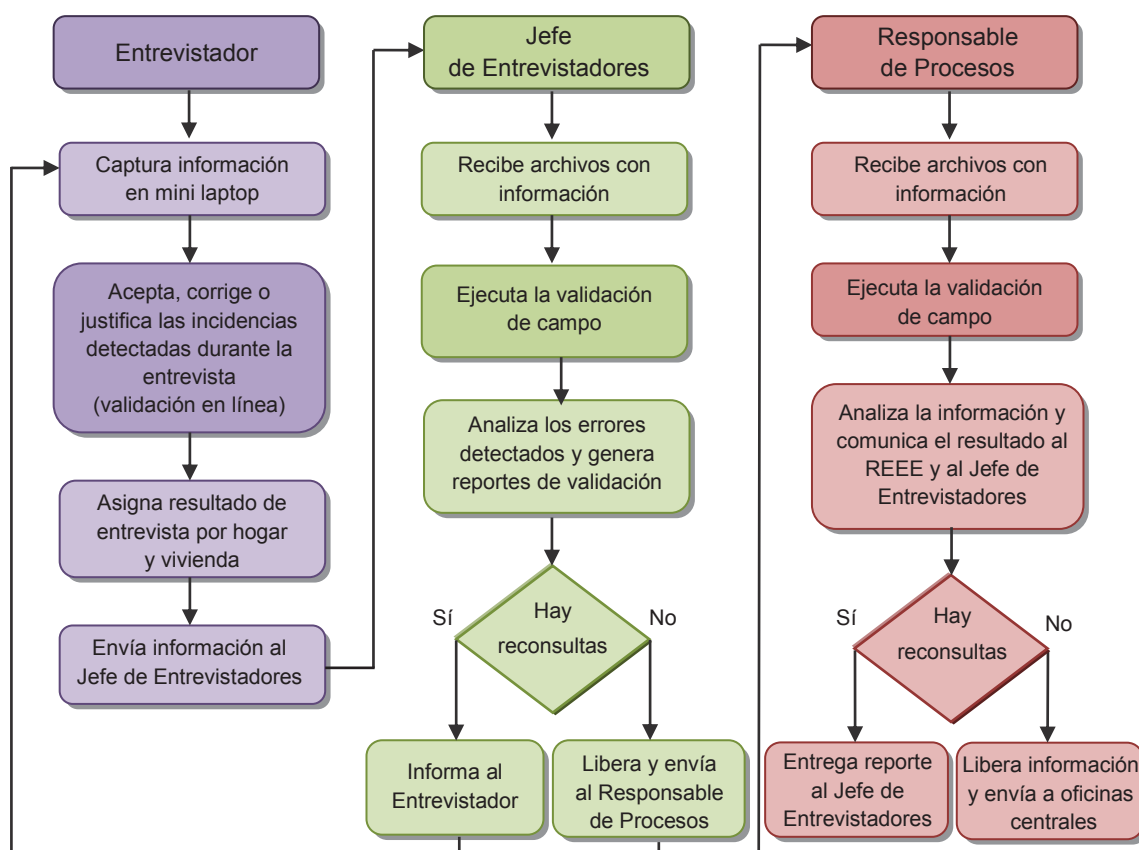 Entrevistador
Captura información
en mini laptop
Acepta, corrige o
justifica las incidencias
detectadas durante la
entrevista
(validación en línea)
Asigna resultado de
entrevista por hogar
y vivienda
Envía información al
Jefe de Entrevistadores
Jefe
de Entrevistadores
Recibe archivos con
información
Ejecuta la validación
de campo
Analiza los errores
detectados y genera
reportes de validación
Hay
reconsultas
Sí
No
Informa al
Entrevistador
Libera y envía
al Responsable
de Procesos
Responsable
de Procesos
Recibe archivos con
información
Ejecuta la validación
de campo
Analiza la información y
comunica el resultado al
REEE y al Jefe de
Entrevistadores
Hay
reconsultas
Sí
No
Entrega reporte
al Jefe de
Entrevistadores
Libera información
y envía a oficinas
centrales